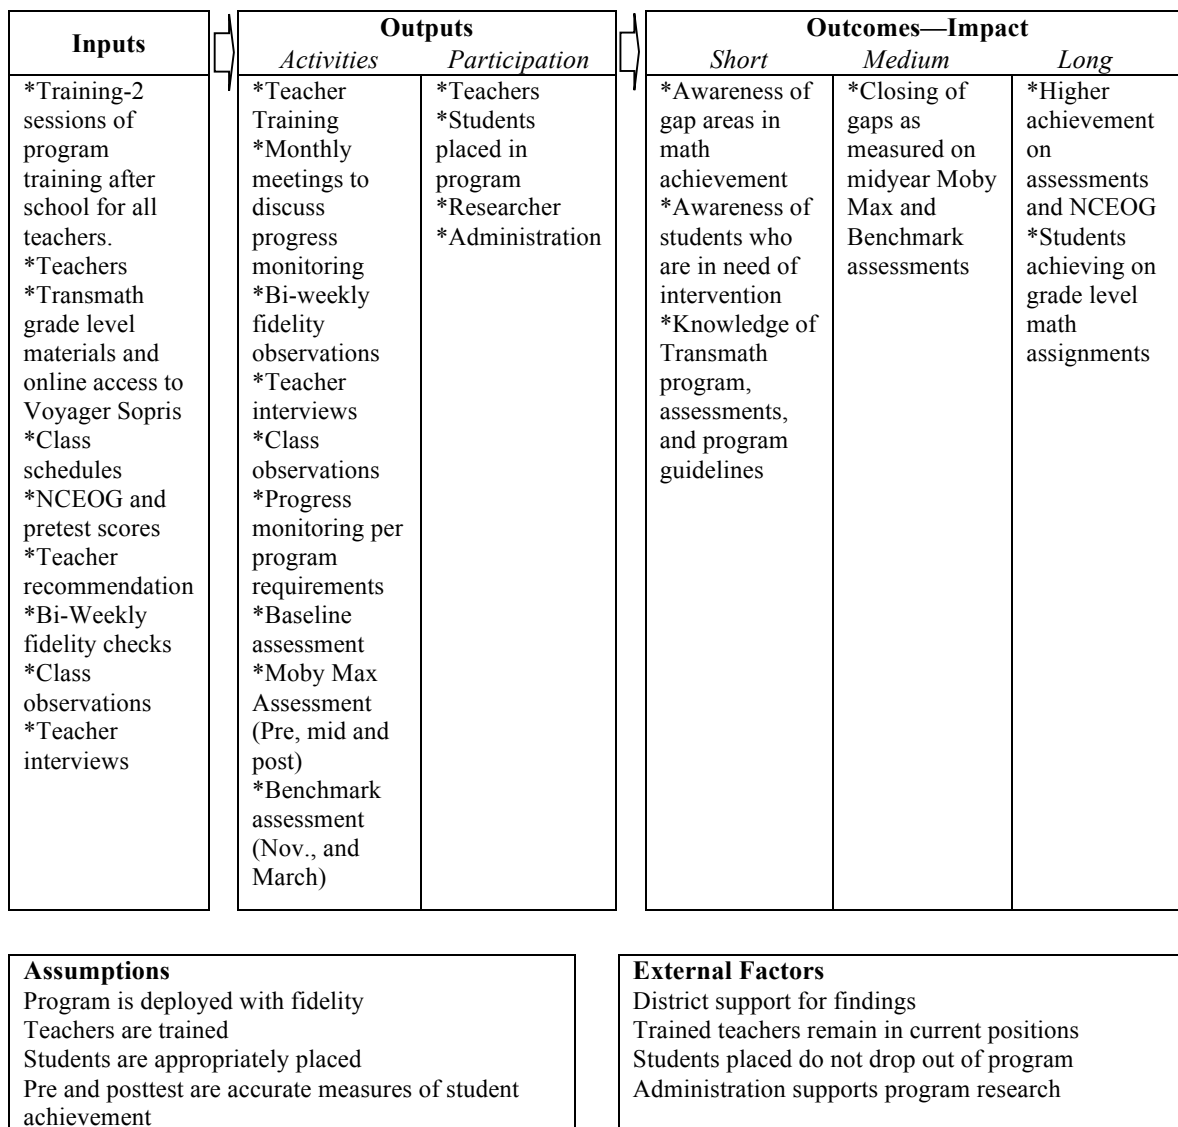 Inputs
*Training-2
sessions of
program
training after
school for all
teachers.
*Teachers
*Transmath
grade level
materials and
online access to
Voyager Sopris
*Class
schedules
*NCEOG and
pretest scores
*Teacher
recommendation
*Bi-Weekly
fidelity checks
*Class
observations
*Teacher
interviews
Outputs
Activities
*Teacher
Training
*Monthly
meetings to
discuss
progress
monitoring
*Bi-weekly
fidelity
observations
*Teacher
interviews
*Class
observations
*Progress
monitoring per
program
requirements
*Baseline
assessment
*Moby Max
Assessment
(Pre, mid and
post)
*Benchmark
assessment
(Nov., and
March)
Participation
*Teachers
*Students
placed in
program
*Researcher
*Administration
Outcomes—Impact
Short
*Awareness of
gap areas in
math
achievement
*Awareness of
students who
are in need of
intervention
*Knowledge of
Transmath
program,
assessments,
and program
guidelines
Medium
*Closing of
gaps as
measured on
midyear Moby
Max and
Benchmark
assessments
Long
*Higher
achievement
on
assessments
and NCEOG
*Students
achieving on
grade level
math
assignments
Assumptions
Program is deployed with fidelity
Teachers are trained
Students are appropriately placed
Pre and posttest are accurate measures of student
achievement
External Factors
District support for findings
Trained teachers remain in current positions
Students placed do not drop out of program
Administration supports program research